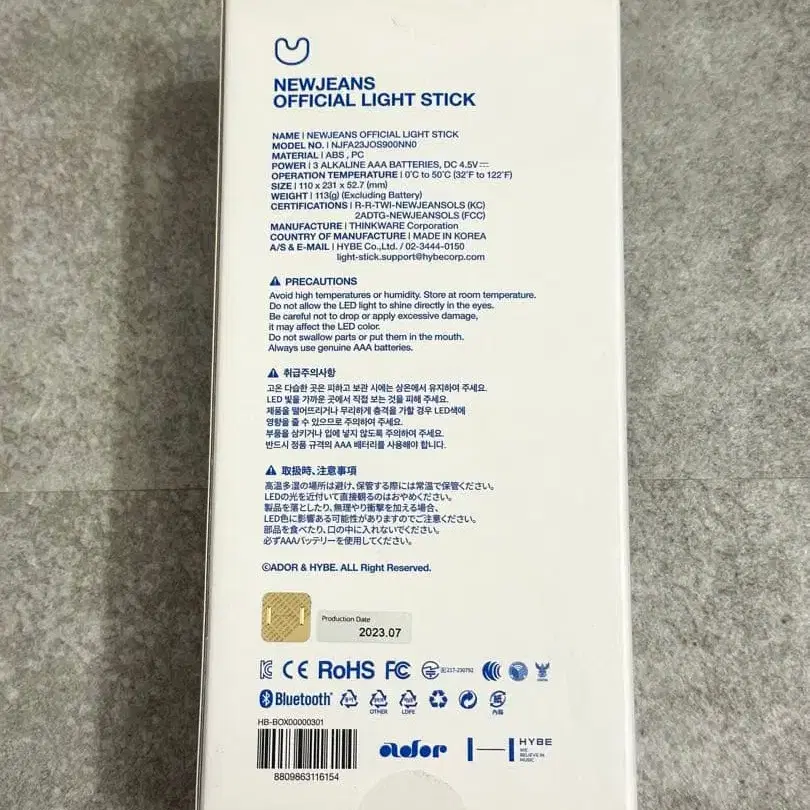 NEWJEANS
OFFICIAL LIGHT STICK
NAME | NEWJEANS OFFICIAL LIGHT STICK
MODEL NO. | NJFA23JOS900NN0
MATERIAL | ABS , PC
POWER | 3 ALKALINE AAA BATTERIES, DC 4.5V⎓
OPERATION TEMPERATURE | 0℃ to 50℃ (32℉ to 122℉)
SIZE | 110 x 231 x 52.7 (mm)
WEIGHT | 113(g) (Excluding Battery)
CERTIFICATIONS | R-R-TWI-NEWJEANSOLS (KC)
2ADTG-NEWJEANSOLS (FCC)
MANUFACTURE | THINKWARE Corporation
COUNTRY OF MANUFACTURE | MADE IN KOREA
A/S & E-MAIL | HYBE Co.,Ltd. / 02-3444-0150
light-stick.support@hybecorp.com
⚠ PRECAUTIONS
Avoid high temperatures or humidity. Store at room temperature.
Do not allow the LED light to shine directly in the eyes.
Be careful not to drop or apply excessive damage,
it may affect the LED color.
Do not swallow parts or put them in the mouth.
Always use genuine AAA batteries.
⚠ 취급주의사항
고온 다습한 곳은 피하고 보관 시에는 상온에서 유지하여 주세요.
LED 빛을 가까운 곳에서 직접 보는 것을 피해 주세요.
제품을 떨어뜨리거나 무리하게 충격을 가할 경우 LED색에
영향을 줄 수 있으므로 주의하여 주세요.
부품을 삼키거나 입에 넣지 않도록 주의하여 주세요.
반드시 정품 규격의 AAA 배터리를 사용해야 합니다.
⚠ 取扱時、注意事項
高温多湿の場所は避け、保管する際には常温で保管ください。
LEDの光を近付いて直接観るのはおやめください。
製品を落としたり、無理やり衝撃を加える場合、
LED色に影響ある可能性がありますのでご注意ください。
部品を食べたり、口の中に入れないでください。
必ずAAAバッテリーを使用してください。
©ADOR & HYBE. ALL Right Reserved.
Production Date
2023.07
CE RoHS FC 217-230792
Bluetooth®
OTHER LDPE
HB-BOX00000301
8809863116154
ador
HYBE
WE
BELIEVE IN
MUSIC